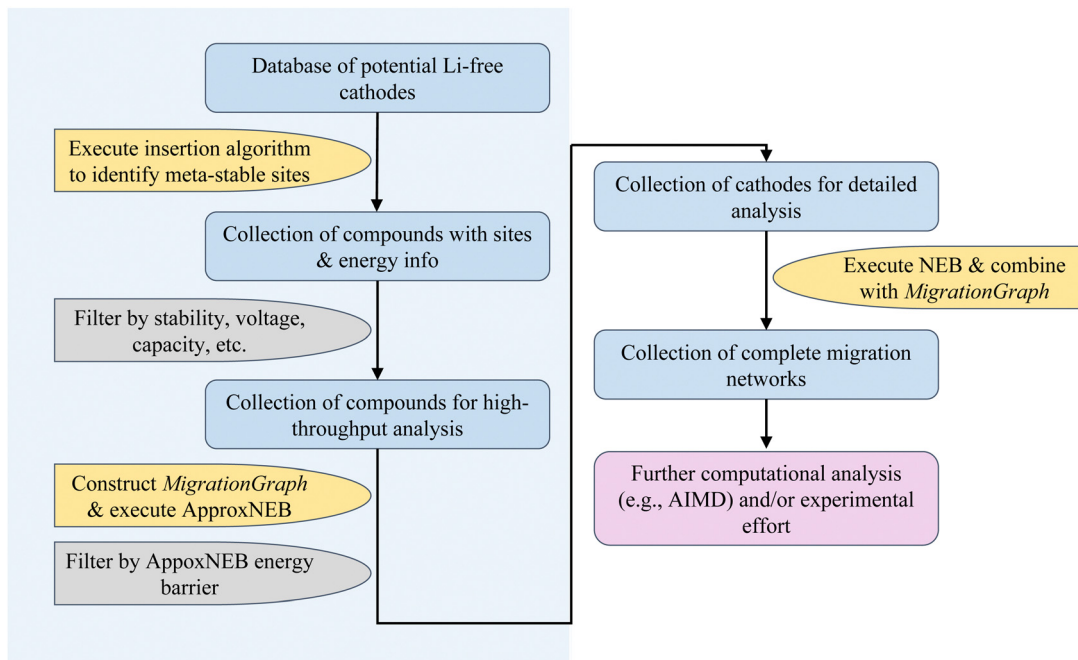 Database of potential Li-free
cathodes
Execute insertion algorithm
to identify meta-stable sites
Collection of compounds with sites
& energy info
Filter by stability, voltage,
capacity, etc.
Collection of compounds for high-
throughput analysis
Construct MigrationGraph
& execute ApproxNEB
Filter by AppoxNEB energy
barrier
Collection of cathodes for detailed
analysis
Execute NEB & combine
with MigrationGraph
Collection of complete migration
networks
Further computational analysis
(e.g., AIMD) and/or experimental
effort